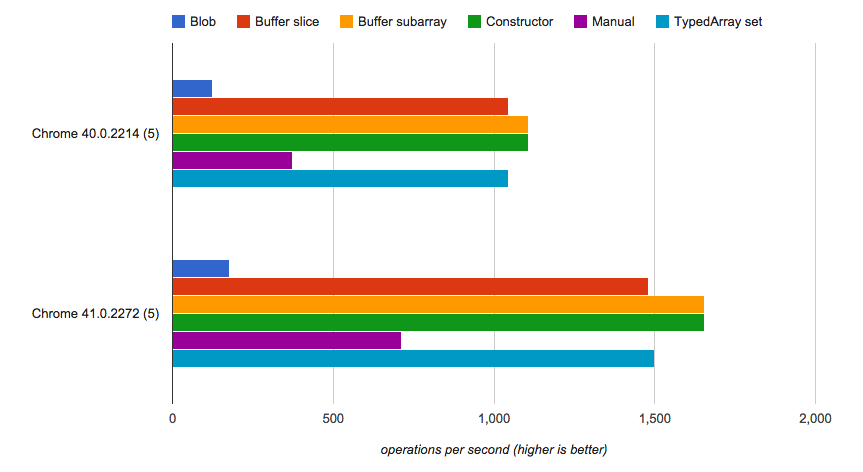 Blob Buffer slice Buffer subarray Constructor Manual TypedArray set
Chrome 40.0.2214 (5)
Chrome 41.0.2272 (5)
0 500 1,000 1,500 2,000
operations per second (higher is better)